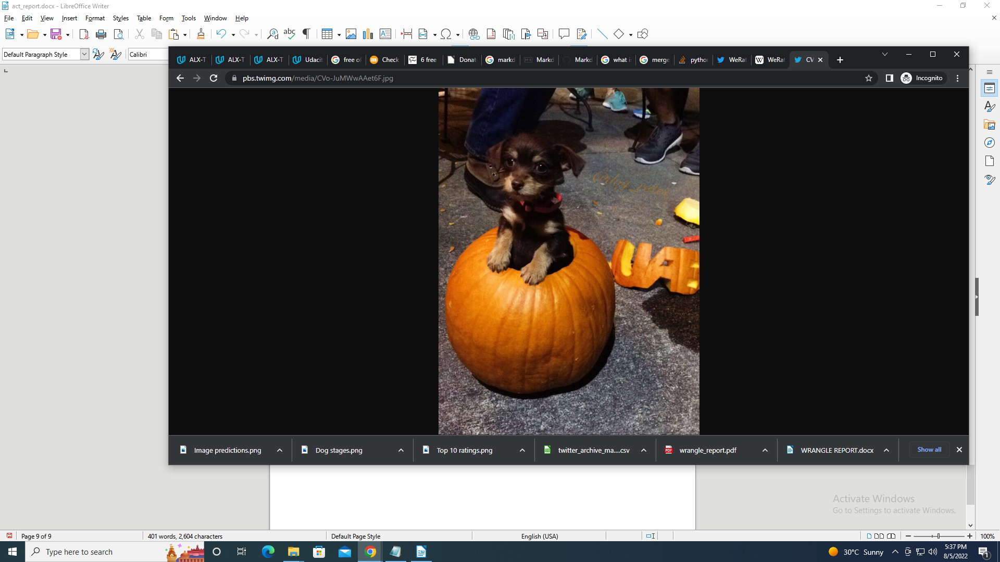 act_report.docx - LibreOffice Writer
File Edit View Insert Format Styles Table Form Tools Window Help
Default Paragraph Style Calibri
ALX-T ALX-T ALX-T Udacit free of Check 6 free Donat markd Markd Markd what is merge pythor WeRat WeRat CV
pbs.twimg.com/media/CVo-JuMWwAAet6F.jpg Incognito
@dog_rates
UAB
Image predictions.png Dog stages.png Top 10 ratings.png twitter_archive_ma....csv wrangle_report.pdf WRANGLE REPORT.docx Show all
Activate Windows
Go to Settings to activate Windows.
Page 9 of 9 401 words, 2,604 characters Default Page Style English (USA) 100%
Type here to search 30°C Sunny 5:37 PM
8/5/2022 1